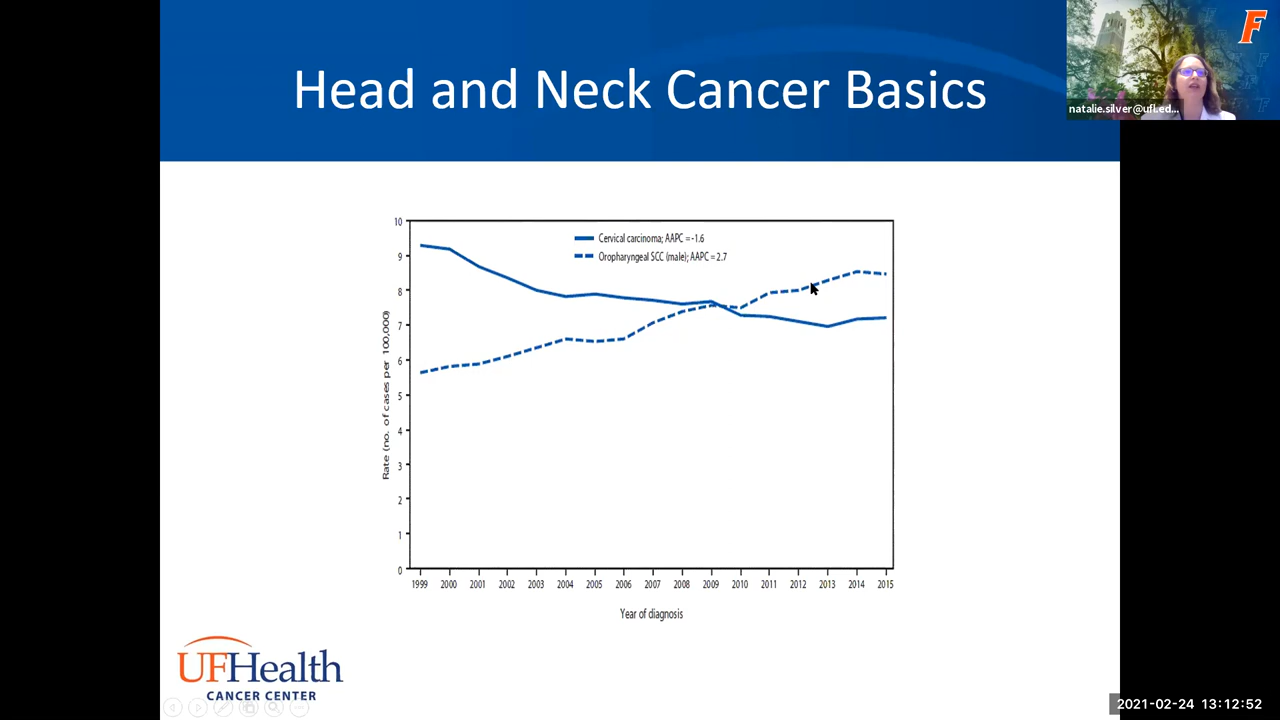 Head and Neck Cancer Basics
F
natalie.silver@ufl.ed...
Cervical carcinoma; AAPC = -1.6
Oropharyngeal SCC (male); AAPC = 2.7
Rate (no. of cases per 100,000)
10
9
8
7
6
5
4
3
2
1
0
1999 2000 2001 2002 2003 2004 2005 2006 2007 2008 2009 2010 2011 2012 2013 2014 2015
Year of diagnosis
UFHealth
CANCER CENTER
2021-02-24 13:12:52